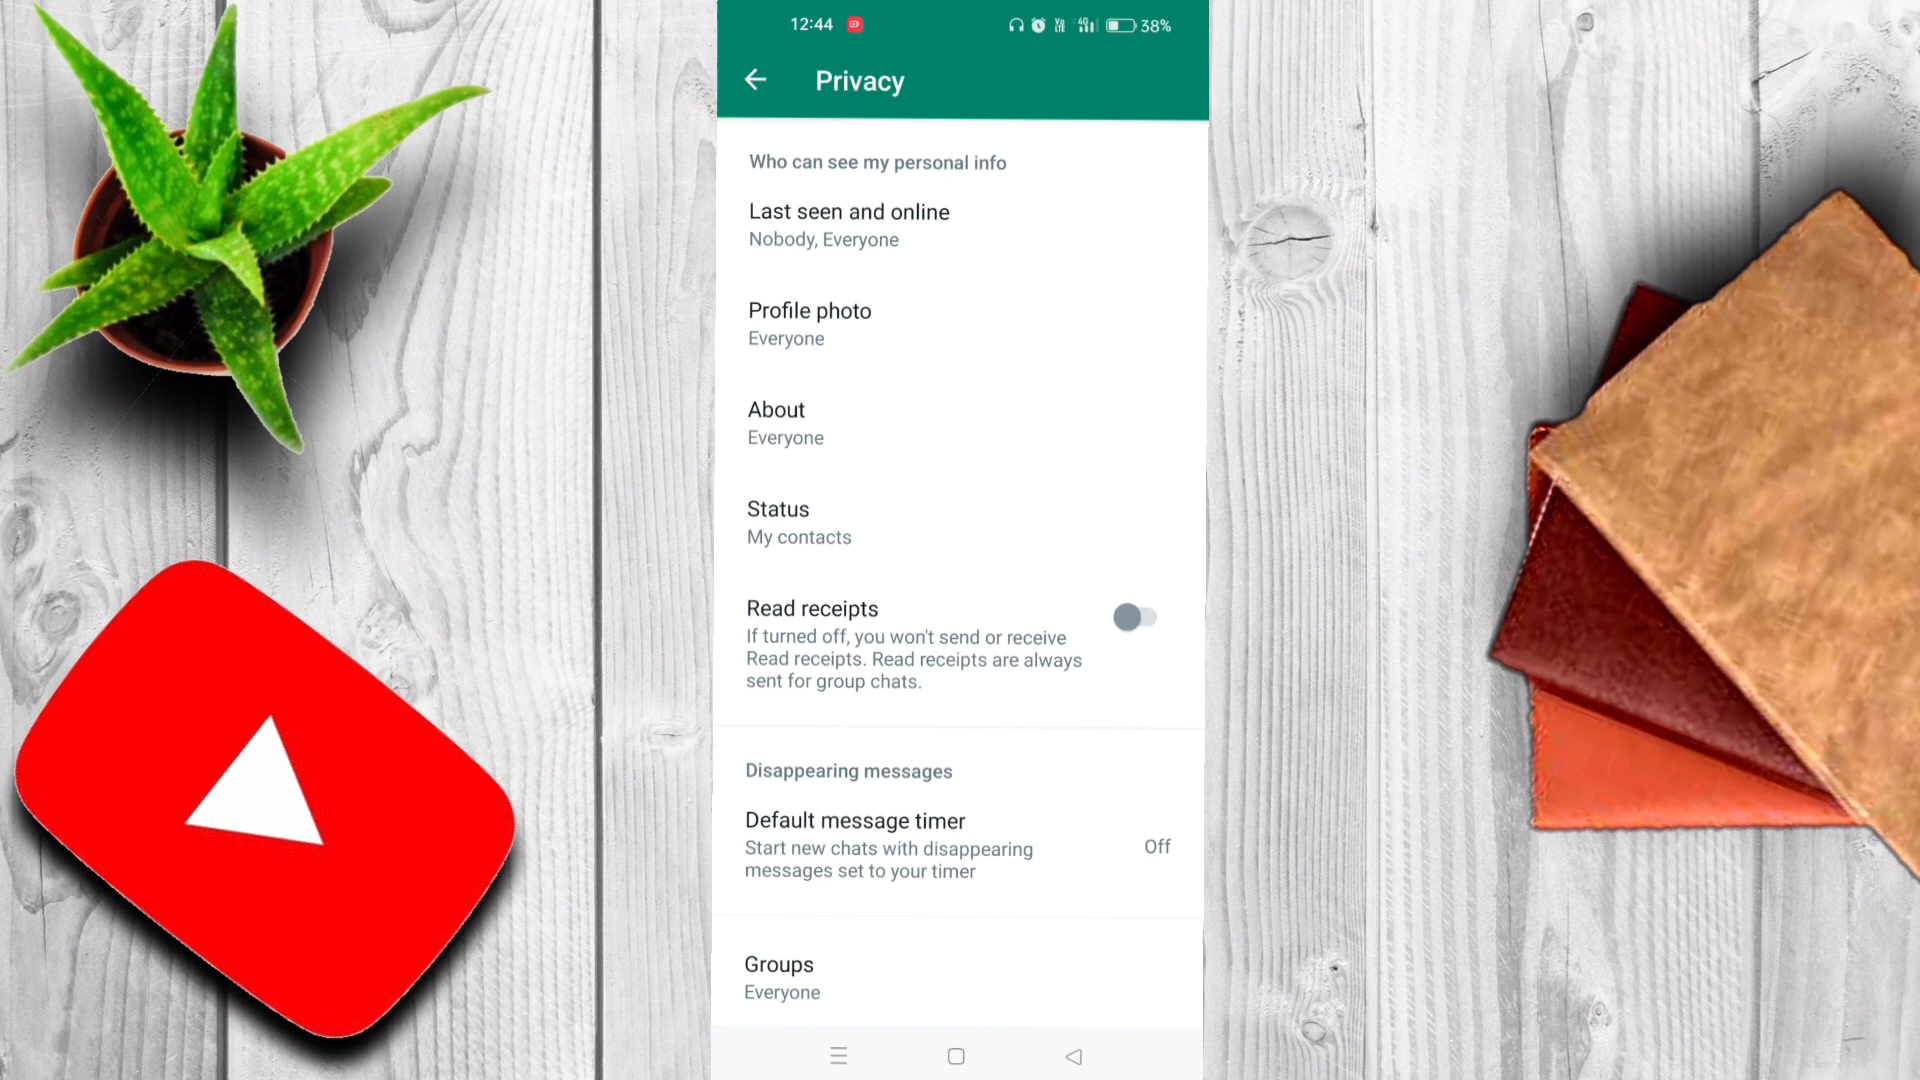 12:44
38%
Privacy
Who can see my personal info
Last seen and online
Nobody, Everyone
Profile photo
Everyone
About
Everyone
Status
My contacts
Read receipts
If turned off, you won't send or receive
Read receipts. Read receipts are always
sent for group chats.
Disappearing messages
Default message timer
Start new chats with disappearing
messages set to your timer
Off
Groups
Everyone